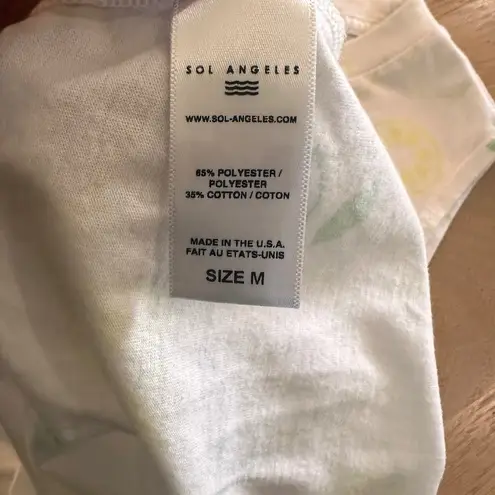 SOL ANGELES
WWW.SOL-ANGELES.COM
65% POLYESTER /
POLYESTER
35% COTTON / COTON
MADE IN THE U.S.A.
FAIT AU ETATS-UNIS
SIZE M